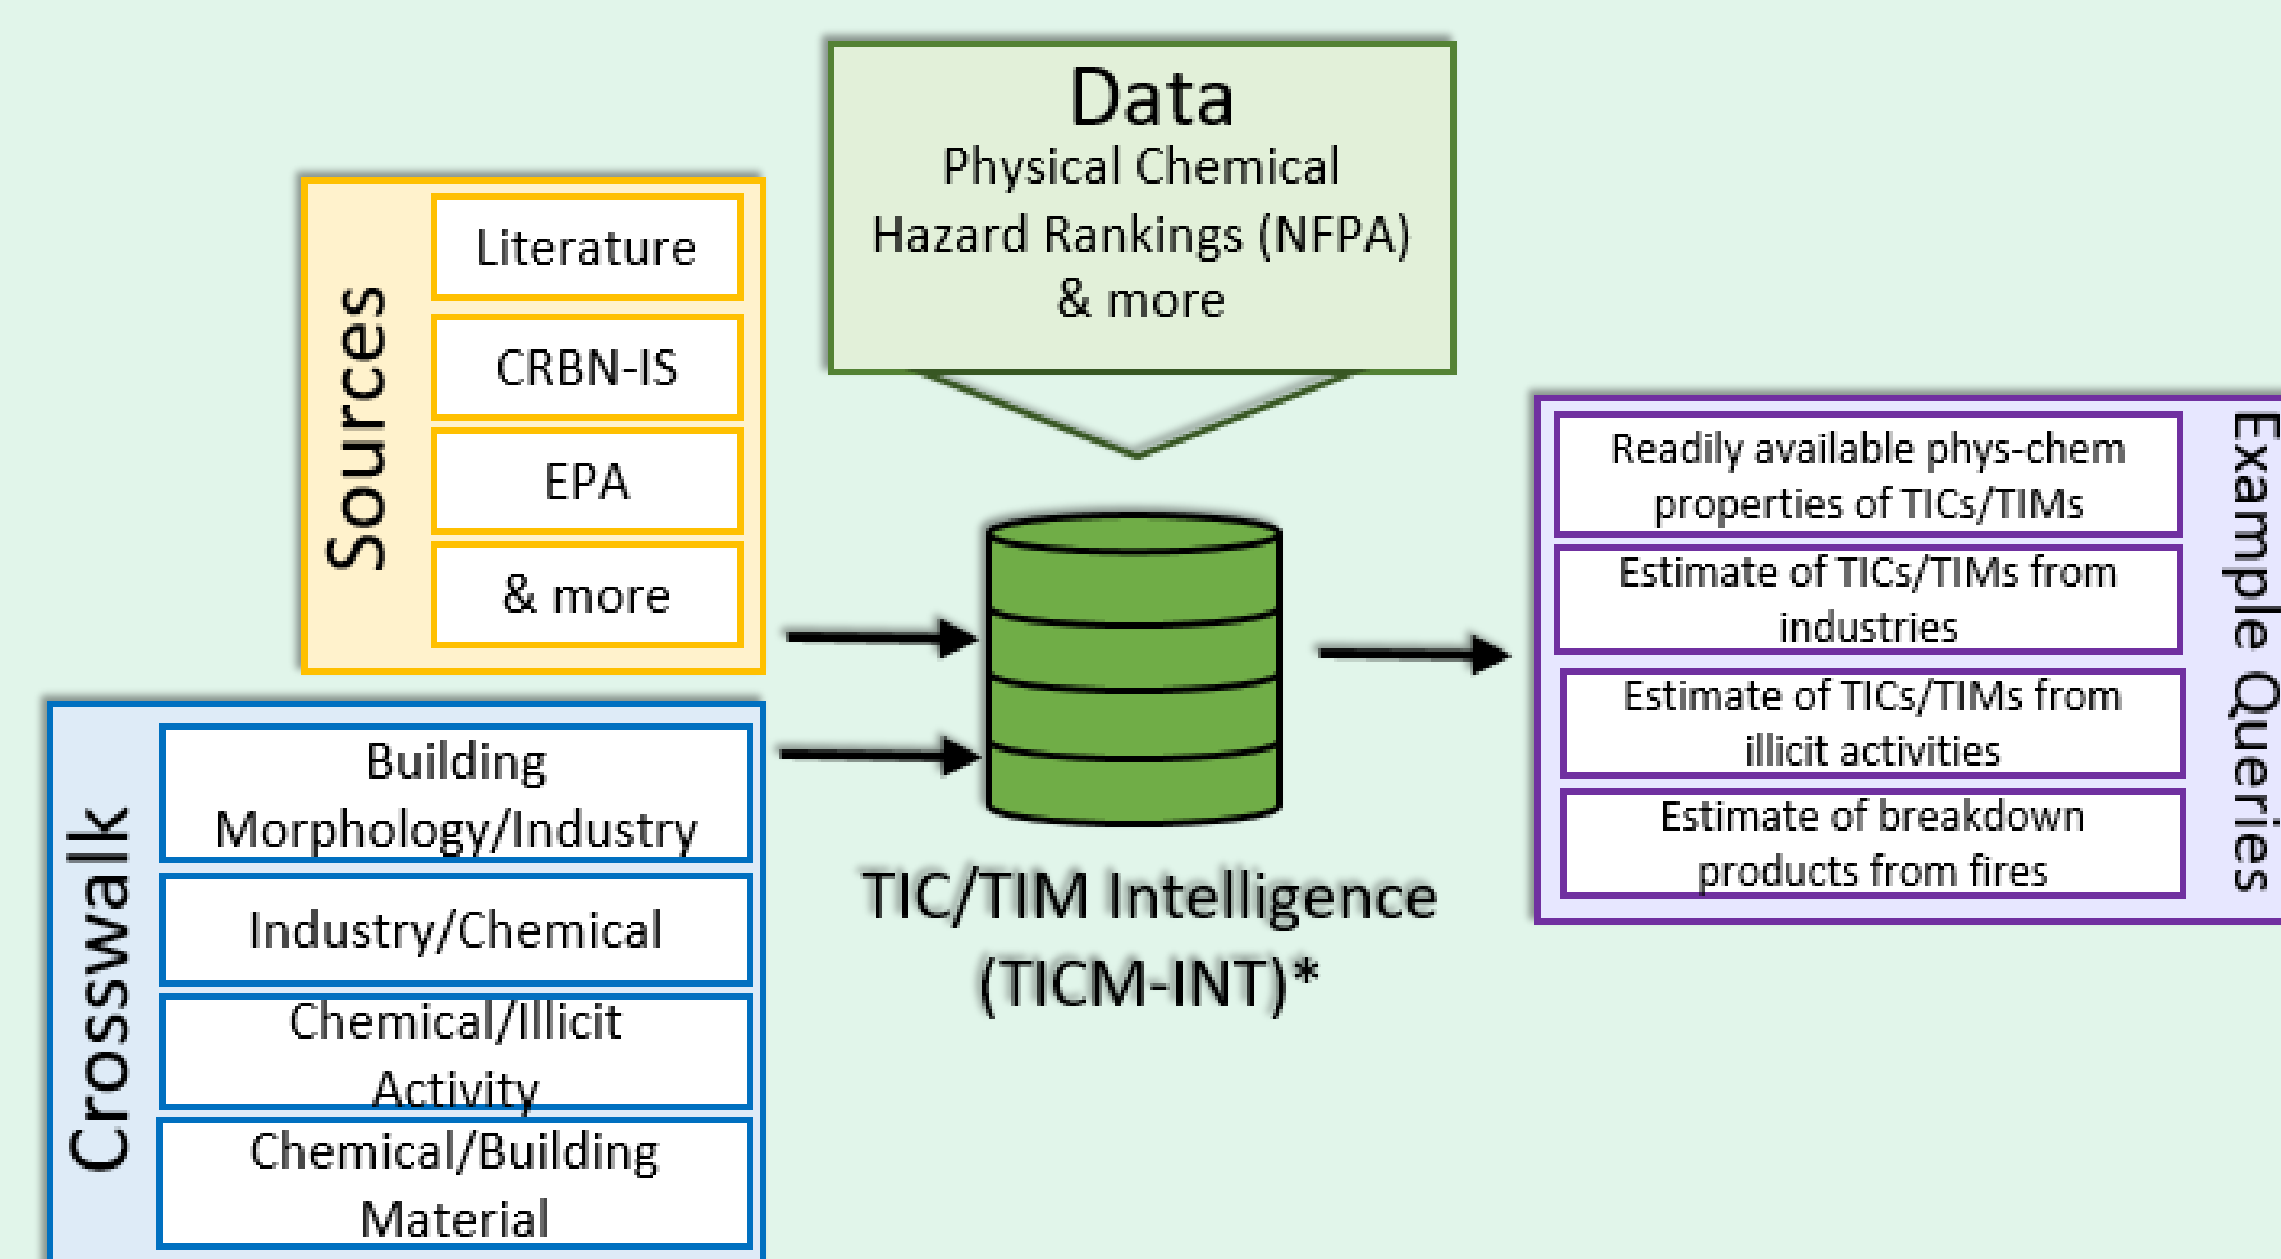 Data
Physical Chemical
Hazard Rankings (NFPA)
& more
Sources
Literature
CRBN-IS
EPA
& more
Crosswalk
Building
Morphology/Industry
Industry/Chemical
Chemical/Illicit
Activity
Chemical/Building
Material
TIC/TIM Intelligence
(TICM-INT)*
Readily available phys-chem
properties of TICs/TIMs
Estimate of TICs/TIMs from
industries
Estimate of TICs/TIMs from
illicit activities
Estimate of breakdown
products from fires
Example Queries